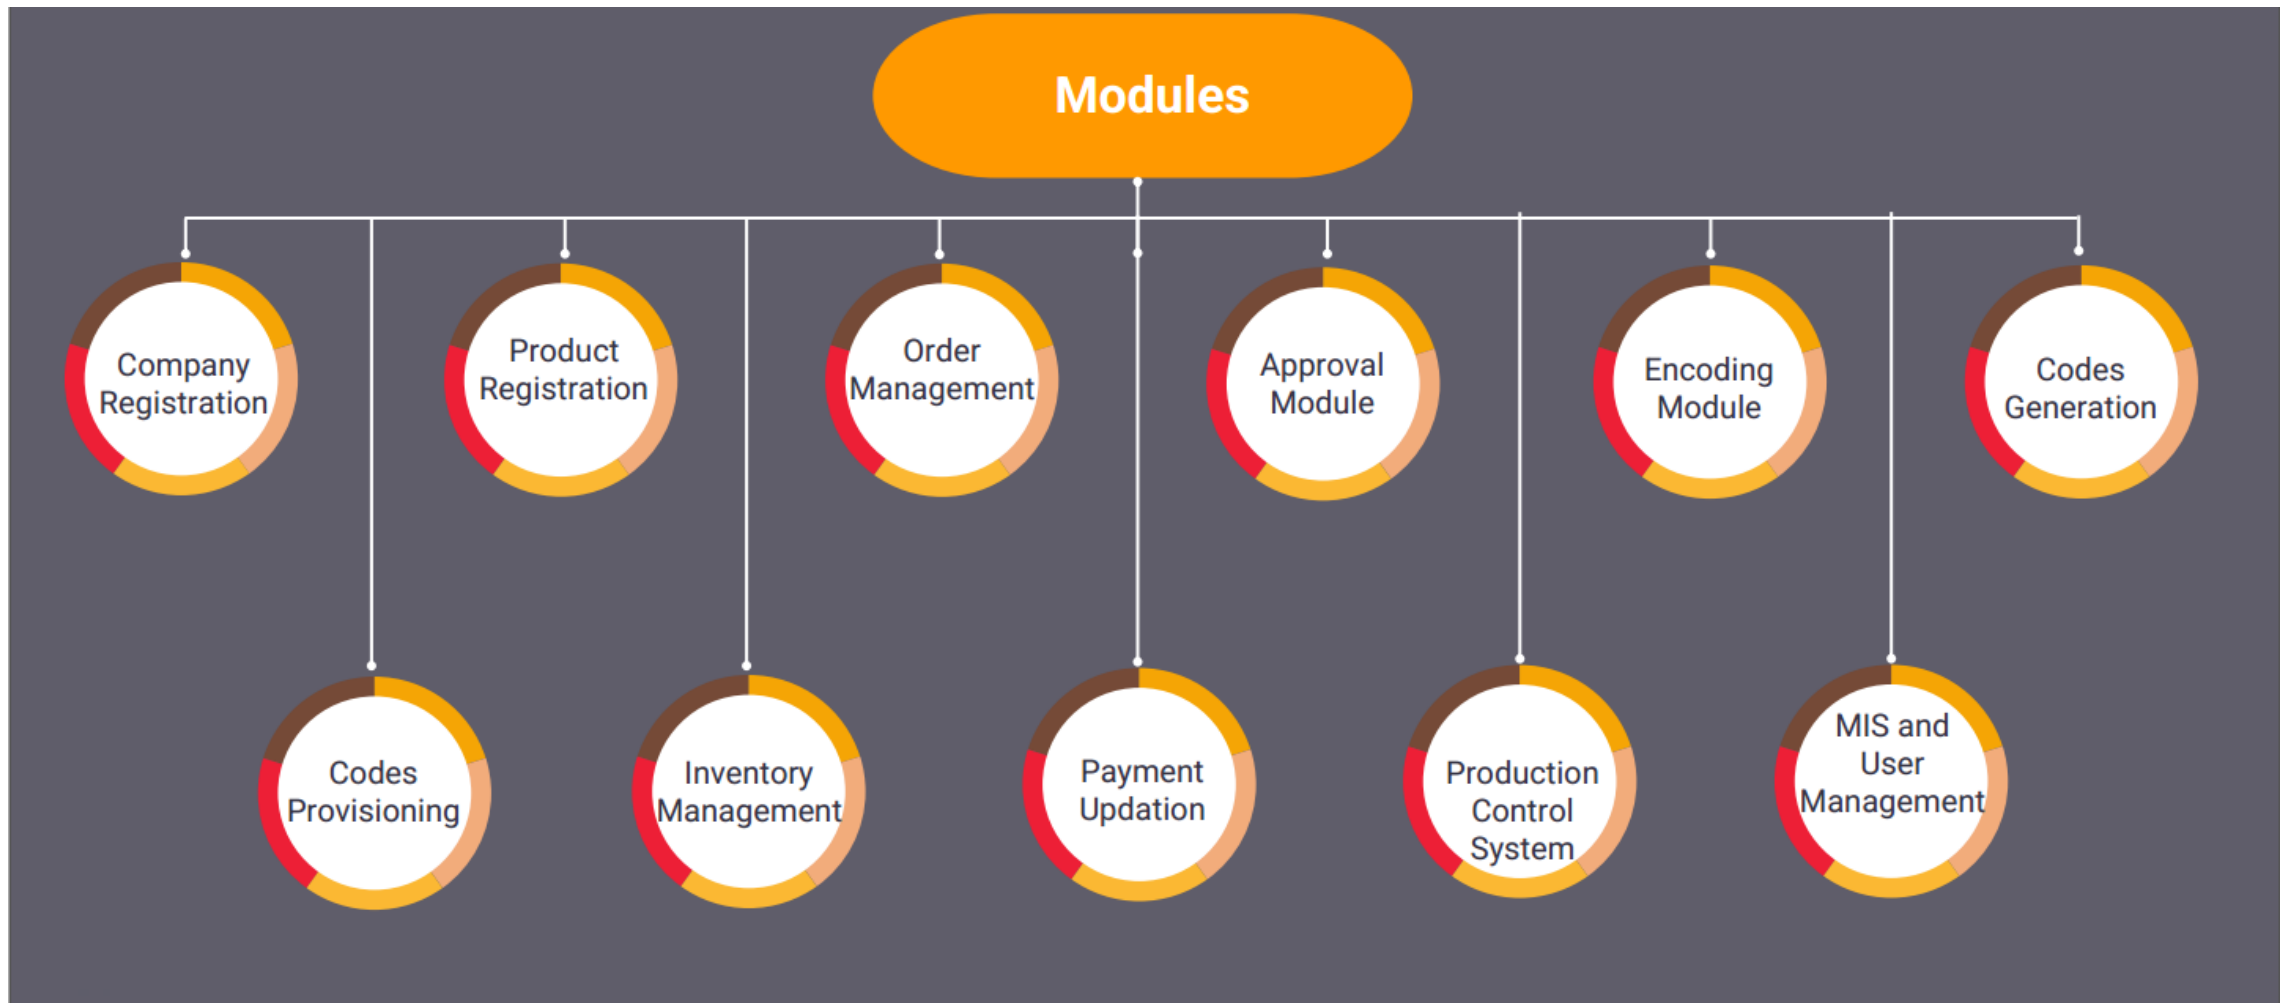 Modules
Company
Registration
Product
Registration
Order
Management
Approval
Module
Encoding
Module
Codes
Generation
Codes
Provisioning
Inventory
Management
Payment
Updation
Production
Control
System
MIS and
User
Management